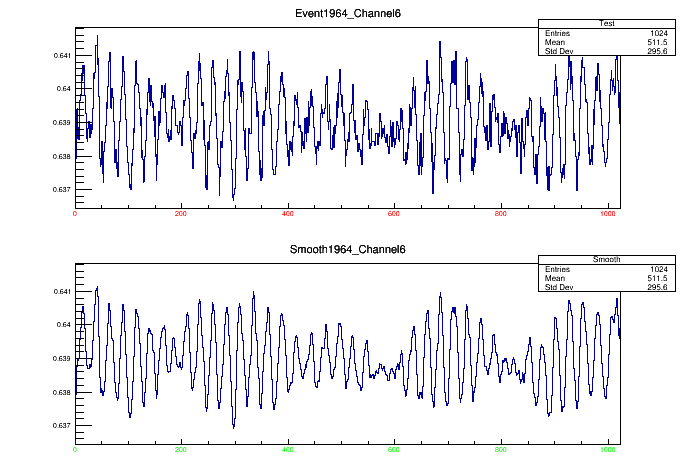 Event1964_Channel6
Test
Entries 1024
Mean 511.5
Std Dev 295.6
0.641
0.64
0.639
0.638
0.637
0 200 400 600 800 1000
Smooth1964_Channel6
Smooth
Entries 1024
Mean 511.5
Std Dev 295.6
0.641
0.64
0.639
0.638
0.637
0 200 400 600 800 1000